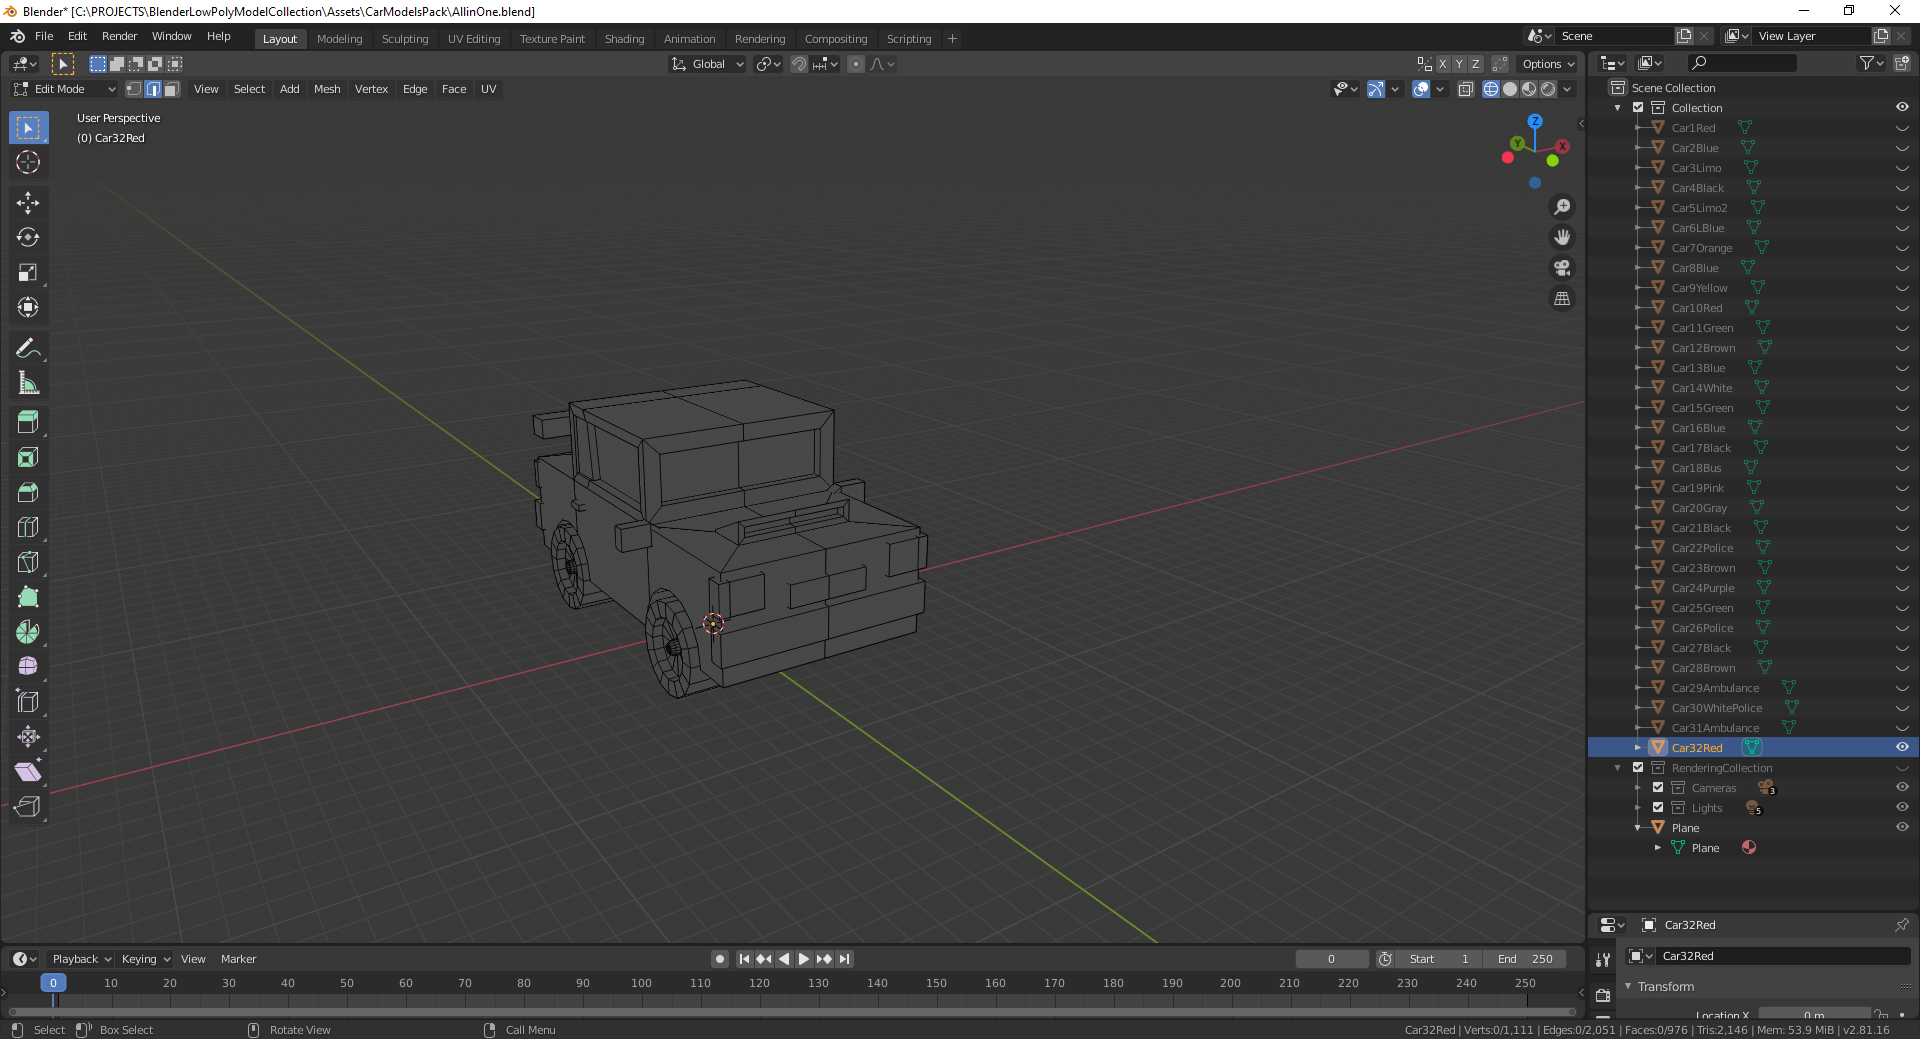 Blender* [C:\PROJECTS\BlenderLowPolyModelCollection\Assets\CarModelsPack\AllinOne.blend]
File Edit Render Window Help Layout Modeling Sculpting UV Editing Texture Paint Shading Animation Rendering Compositing Scripting + Scene View Layer
Global X Y Z Options
Edit Mode View Select Add Mesh Vertex Edge Face UV
User Perspective
(0) Car32Red
Z
Y
X
Scene Collection
Collection
Car1Red
Car2Blue
Car3Limo
Car4Black
Car5Limo2
Car6LBlue
Car7Orange
Car8Blue
Car9Yellow
Car10Red
Car11Green
Car12Brown
Car13Blue
Car14White
Car15Green
Car16Blue
Car17Black
Car18Bus
Car19Pink
Car20Gray
Car21Black
Car22Police
Car23Brown
Car24Purple
Car25Green
Car26Police
Car27Black
Car28Brown
Car29Ambulance
Car30WhitePolice
Car31Ambulance
Car32Red
RenderingCollection
Cameras 3
Lights 5
Plane
Plane
Car32Red
Car32Red
Transform
Location X 0 m
Playback Keying View Marker 0 Start 1 End 250
0 10 20 30 40 50 60 70 80 90 100 110 120 130 140 150 160 170 180 190 200 210 220 230 240 250
Select Box Select Rotate View Call Menu Car32Red | Verts:0/1,111 | Edges:0/2,051 | Faces:0/976 | Tris:2,146 | Mem: 53.9 MiB | v2.81.16